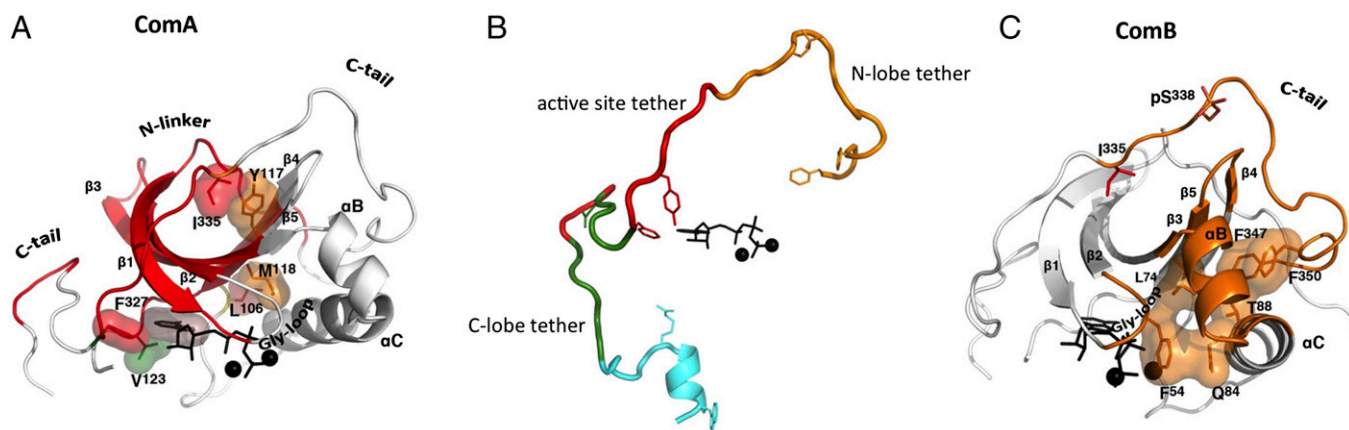 A
ComA
C-tail
N-linker
β3
Y117
β4
I335
β5
αB
C-tail
β1
β2
M118
F327
L106
Gly-loop
αC
V123
B
N-lobe tether
active site tether
C-lobe tether
C
ComB
pS338
C-tail
I335
β4
β5
β3
αB
F347
β2
β1
L74
F350
Gly-loop
T88
αC
F54
Q84